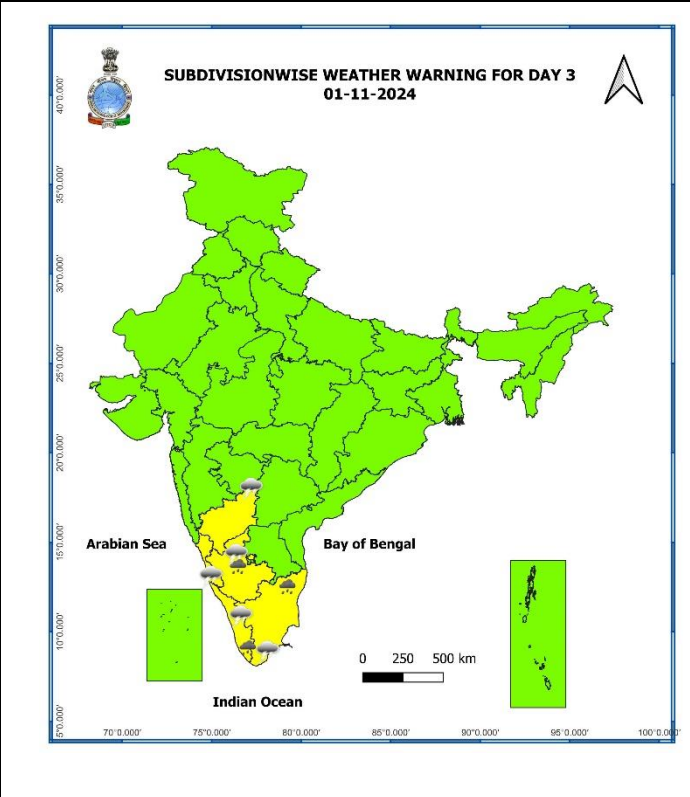 SUBDIVISIONWISE WEATHER WARNING FOR DAY 3
01-11-2024
40°0.000'
35°0.000'
30°0.000'
25°0.000'
20°0.000'
15°0.000'
10°0.000'
5°0.000'
Arabian Sea
Bay of Bengal
0 250 500 km
Indian Ocean
70°0.000' 75°0.000' 80°0.000' 85°0.000' 90°0.000' 95°0.000' 100°0.000'